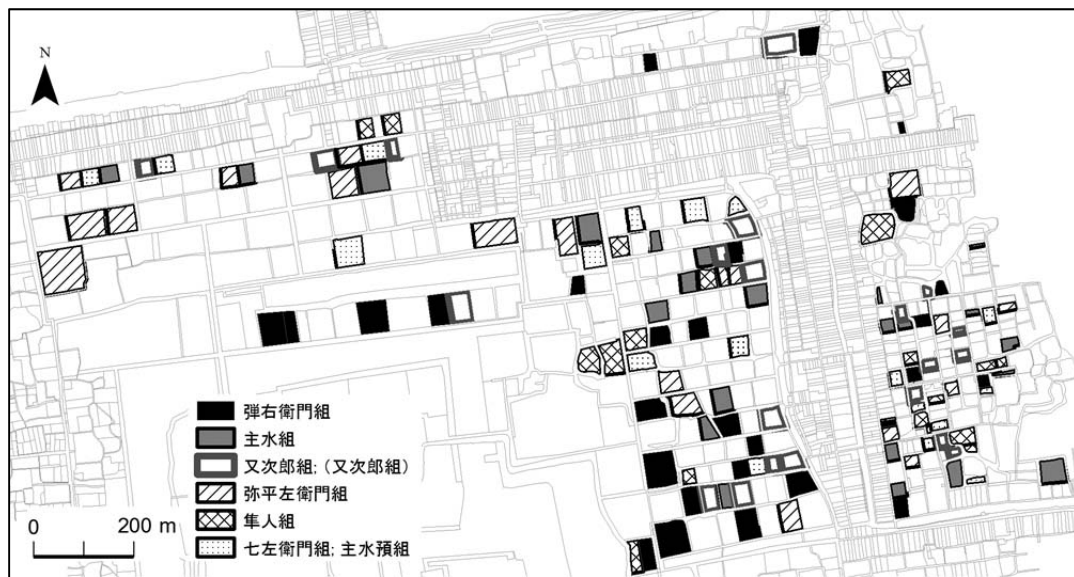 N
弾右衛門組
主水組
又次郎組; (又次郎組)
弥平左衛門組
隼人組
七左衛門組; 主水預組
0 200 m